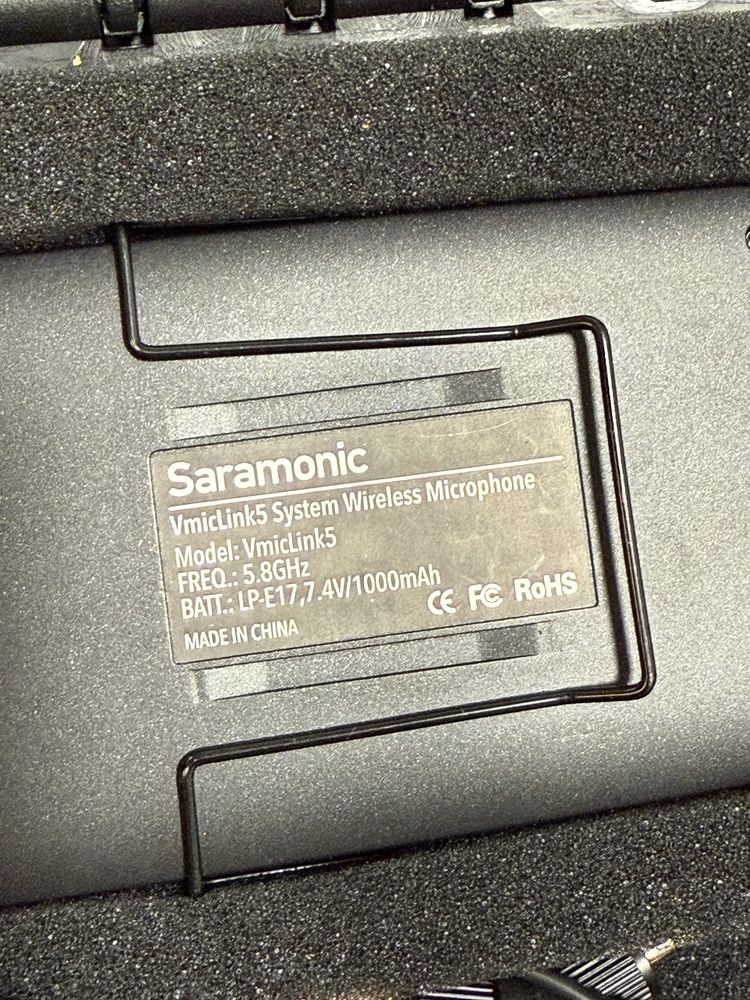 Saramonic
VmicLink5 System Wireless Microphone
Model: VmicLink5
FREQ.: 5.8GHz
BATT.: LP-E17,7.4V/1000mAh
CE FC RoHS
MADE IN CHINA